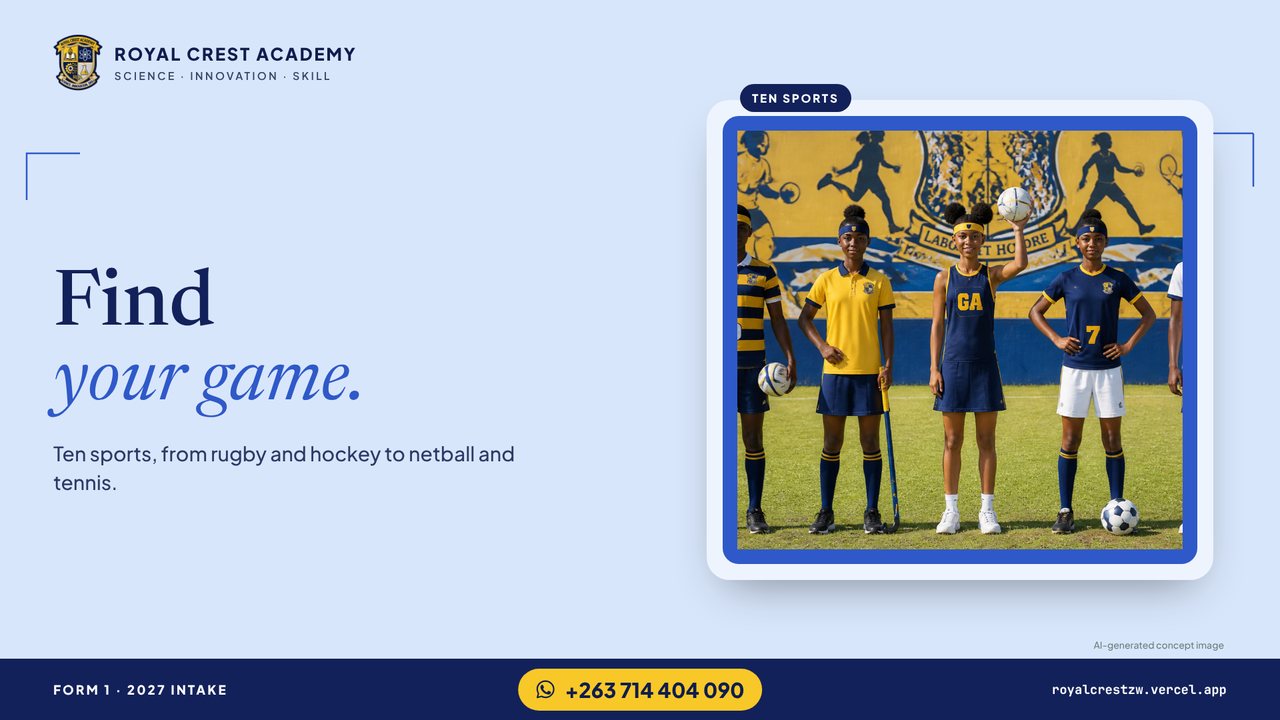 ROYAL CREST ACADEMY
SCIENCE · INNOVATION · SKILL
TEN SPORTS
Find
your game.
Ten sports, from rugby and hockey to netball and
tennis.
GA
7
AI-generated concept image
FORM 1 · 2027 INTAKE
+263 714 404 090
royalcrestzw.vercel.app